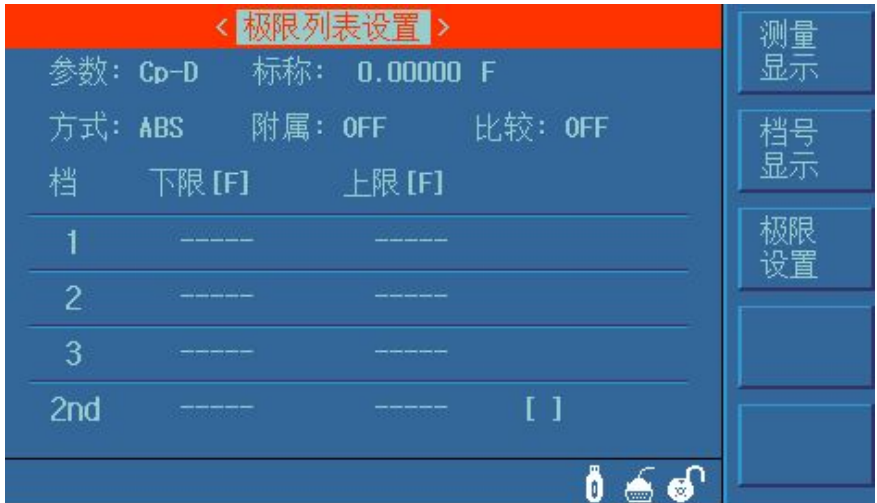 < 极限列表设置 >
参数: Cp-D 标称: 0.00000 F
方式: ABS 附属: OFF 比较: OFF
档 下限[F] 上限[F]
1 ----- -----
2 ----- -----
3 ----- -----
2nd ----- ----- [ ]
测量
显示
档号
显示
极限
设置